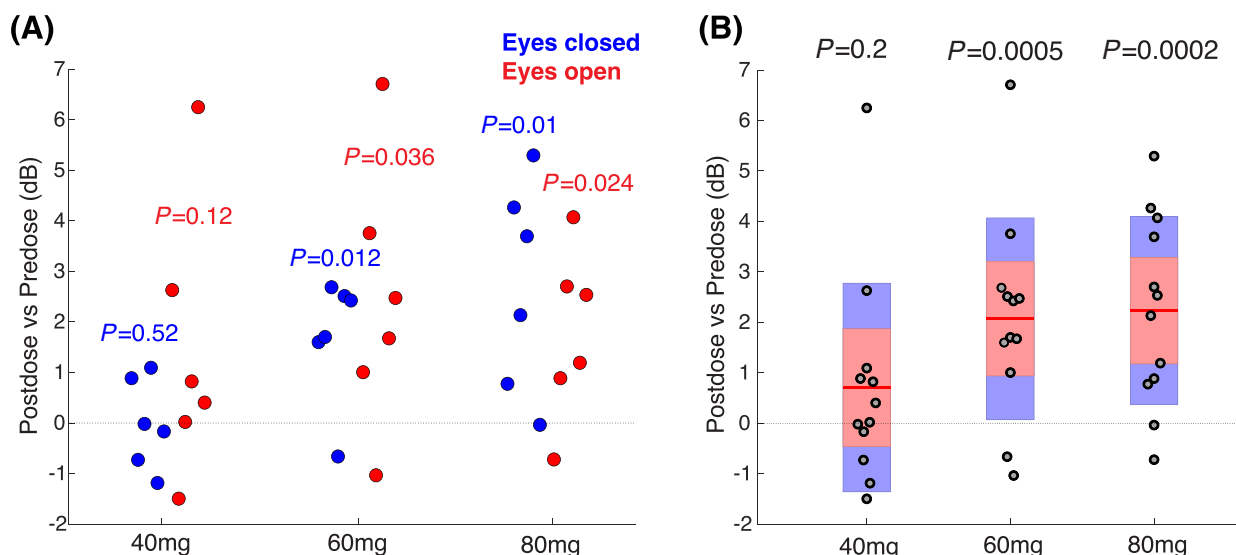 (A)
Eyes closed
Eyes open
Postdose vs Predose (dB)
7
6
5
4
3
2
1
0
-1
-2
P=0.52
P=0.12
P=0.012
P=0.036
P=0.01
P=0.024
40mg
60mg
80mg
(B)
P=0.2
P=0.0005
P=0.0002
Postdose vs Predose (dB)
7
6
5
4
3
2
1
0
-1
-2
40mg
60mg
80mg